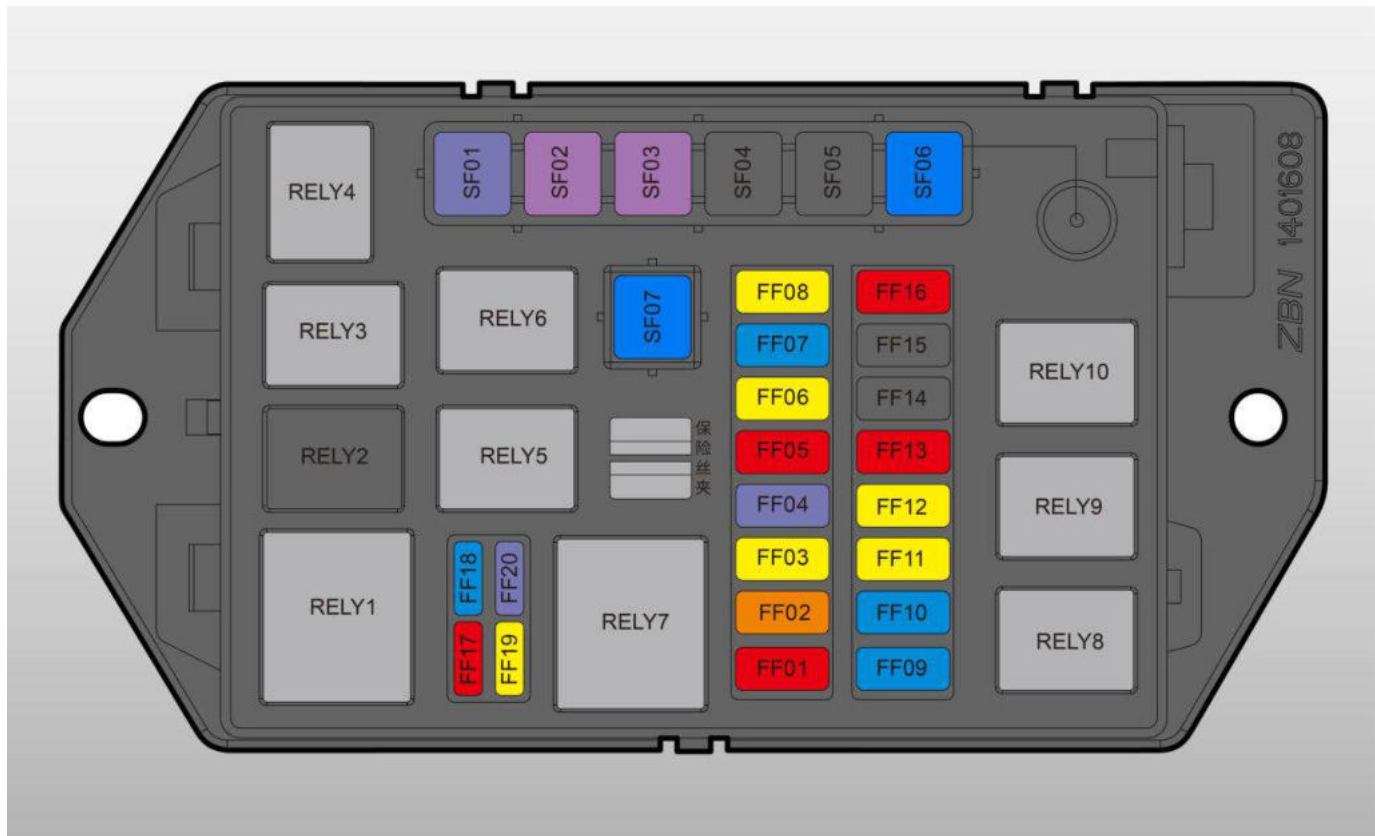 RELY4
SF01
SF02
SF03
SF04
SF05
SF06
ZBN 1401608
RELY3
RELY6
SF07
FF08
FF16
FF07
FF15
RELY10
FF06
FF14
RELY2
RELY5
保
险
丝
夹
FF05
FF13
FF04
FF12
RELY9
FF03
FF11
RELY1
FF18
FF20
FF17
FF19
RELY7
FF02
FF10
RELY8
FF01
FF09